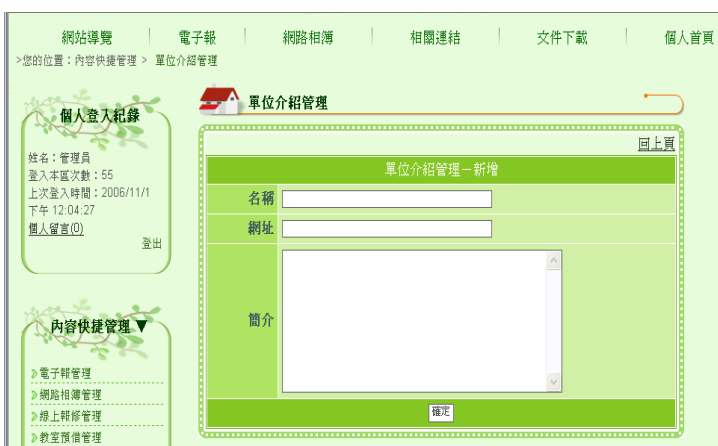 網站導覽 電子報 網路相簿 相關連結 文件下載 個人首頁
>您的位置：內容快捷管理 > 單位介紹管理
個人登入紀錄
姓名：管理員
登入本區次數：55
上次登入時間：2006/11/1
下午 12:04:27
個人留言(0)
登出
內容快捷管理▼
電子報管理
網路相簿管理
線上報修管理
教室預借管理
單位介紹管理
回上頁
單位介紹管理－新增
名稱
網址
簡介
確定